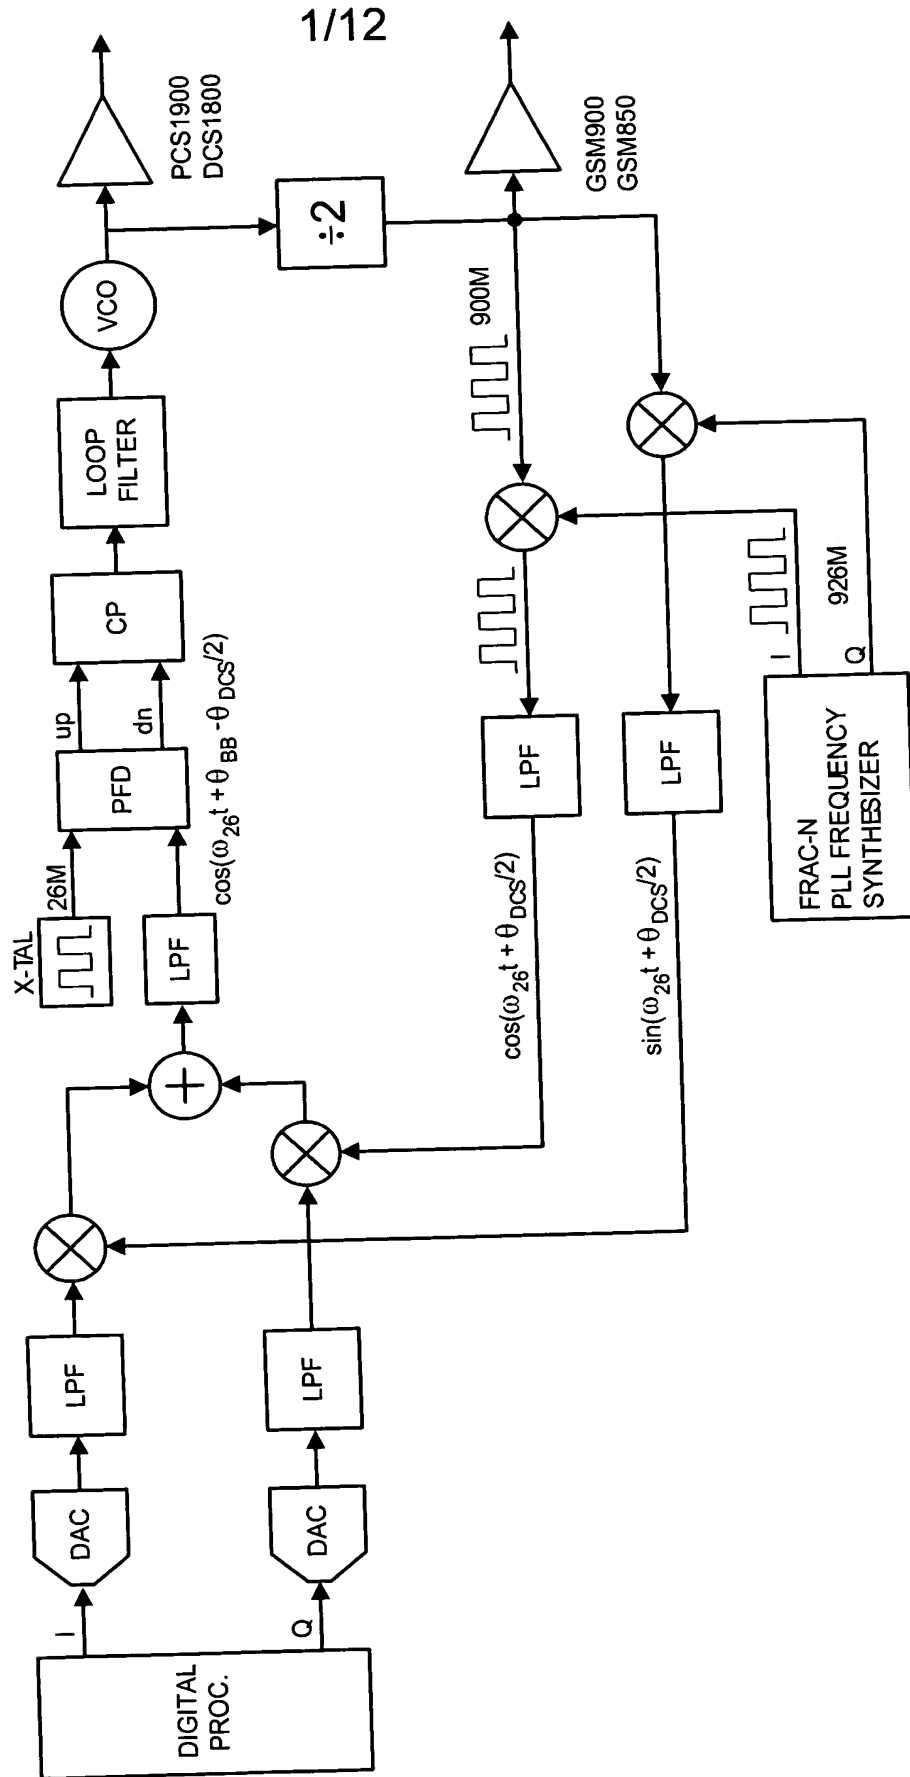 1/12
DIGITAL
PROC.
I
Q
DAC
DAC
LPF
LPF
LPF
X-TAL
26M
PFD
up
dn
CP
LOOP
FILTER
VCO
PCS1900
DCS1800
÷2
GSM900
GSM850
cos(ω26t + θBB - θDCS/2)
900M
LPF
LPF
cos(ω26t + θDCS/2)
sin(ω26t + θDCS/2)
I
Q
926M
FRAC-N
PLL FREQUENCY
SYNTHESIZER